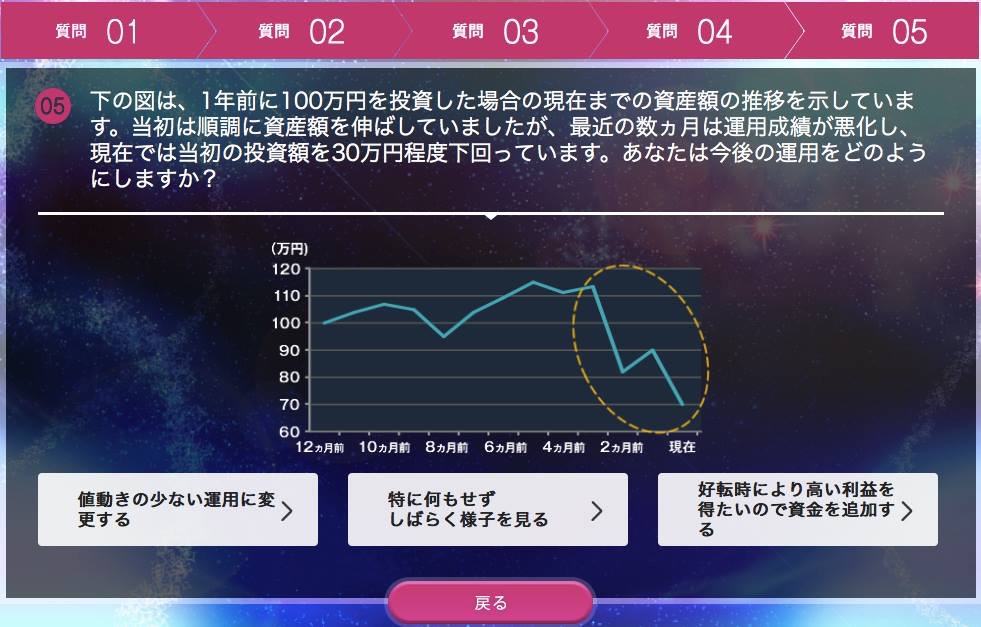 質問 01 質問 02 質問 03 質問 04 質問 05
05 下の図は、1年前に100万円を投資した場合の現在までの資産額の推移を示していま
す。当初は順調に資産額を伸ばしていましたが、最近の数ヵ月は運用成績が悪化し、
現在では当初の投資額を30万円程度下回っています。あなたは今後の運用をどのよう
にしますか？
(万円)
120
110
100
90
80
70
60
12ヵ月前 10ヵ月前 8ヵ月前 6ヵ月前 4ヵ月前 2ヵ月前 現在
値動きの少ない運用に変
更する
特に何もせず
しばらく様子を見る
好転時により高い利益を
得たいので資金を追加す
る
戻る